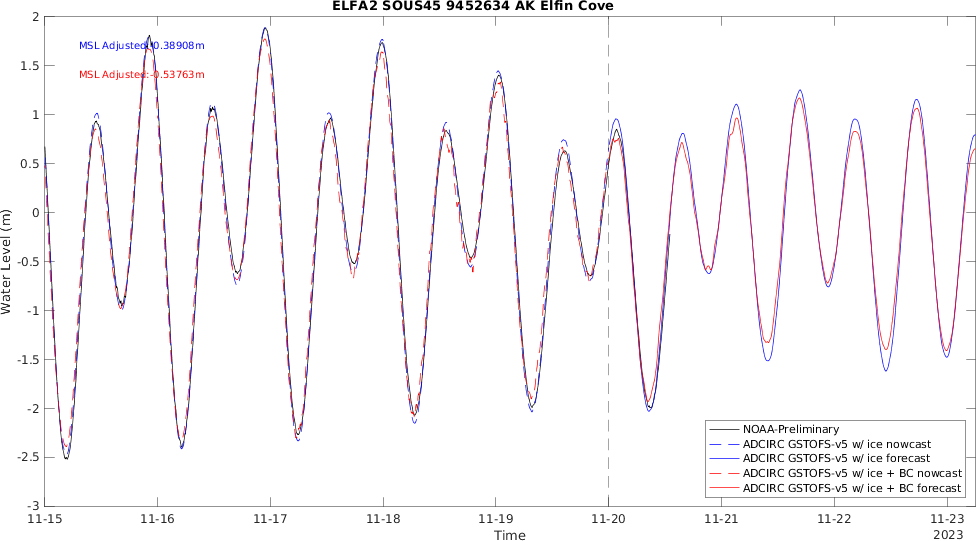 ELFA2 SOUS45 9452634 AK Elfin Cove
MSL Adjusted:-0.38908m
MSL Adjusted:-0.53763m
2
1.5
1
0.5
0
-0.5
-1
-1.5
-2
-2.5
-3
Water Level (m)
NOAA-Preliminary
ADCIRC GSTOFS-v5 w/ ice nowcast
ADCIRC GSTOFS-v5 w/ ice forecast
ADCIRC GSTOFS-v5 w/ ice + BC nowcast
ADCIRC GSTOFS-v5 w/ ice + BC forecast
11-15 11-16 11-17 11-18 11-19 11-20 11-21 11-22 11-23
2023
Time